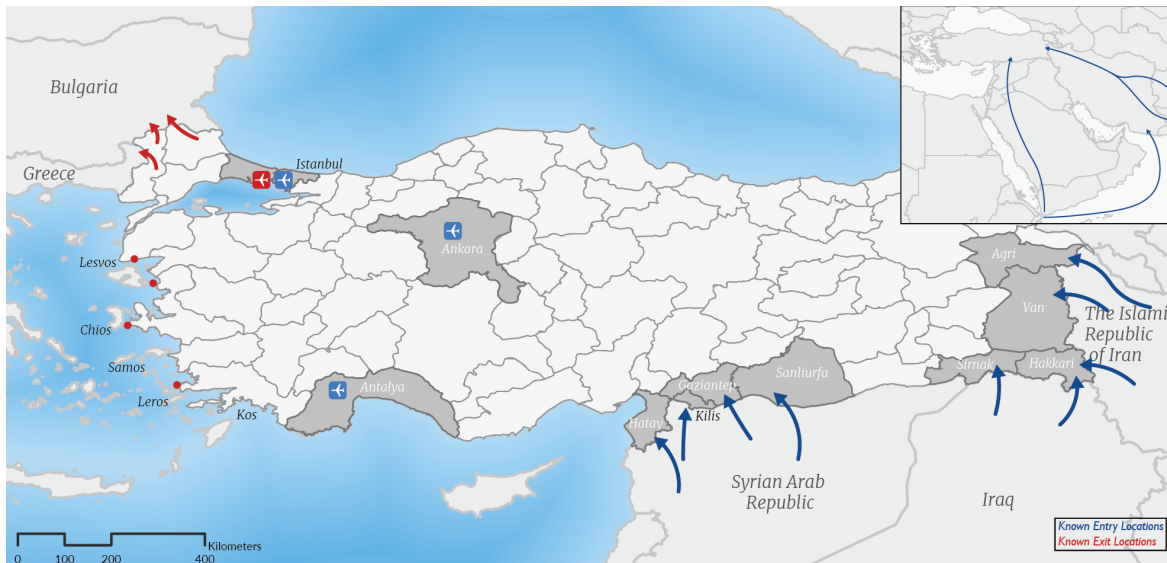 Bulgaria
Greece
Istanbul
Ankara
Lesvos
Chios
Samos
Leros
Kos
Antalya
Hatay
Gaziantep
Kilis
Sanliurfa
Agri
Van
Sirnak
Hakkari
The Islami
Republic
of Iran
Syrian Arab
Republic
Iraq
0 100 200 400
Kilometers
Known Entry Locations
Known Exit Locations